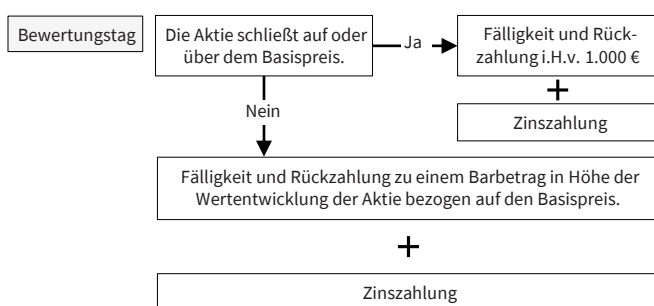 Bewertungstag
Die Aktie schließt auf oder
über dem Basispreis.
Ja
Fälligkeit und Rück-
zahlung i.H.v. 1.000 €
+
Zinszahlung
Nein
Fälligkeit und Rückzahlung zu einem Barbetrag in Höhe der
Wertentwicklung der Aktie bezogen auf den Basispreis.
+
Zinszahlung